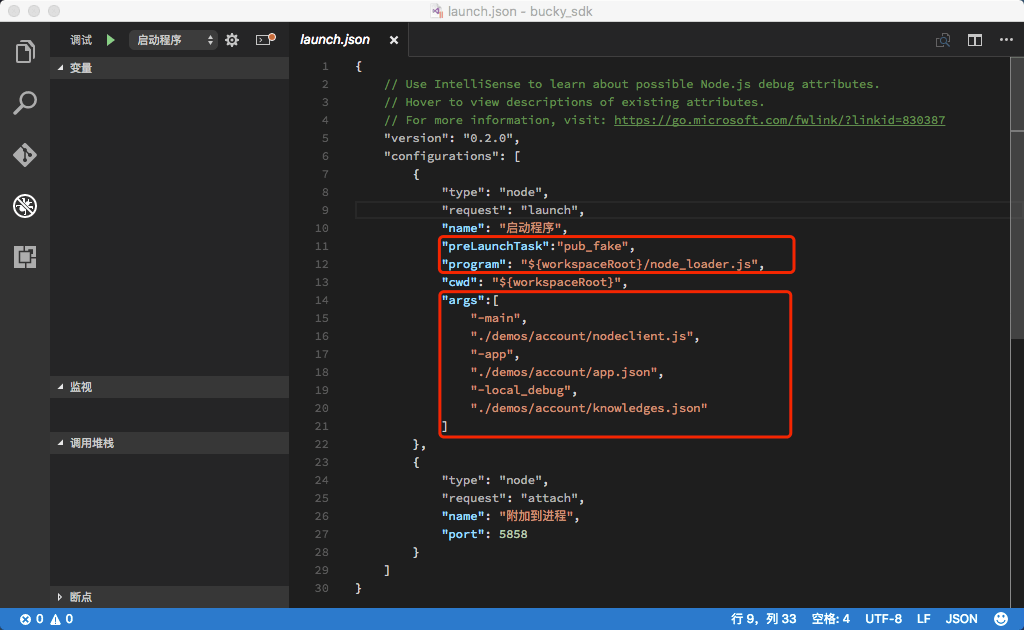 launch.json - bucky_sdk
调试 启动程序
变量
监视
调用堆栈
断点
launch.json
1 {
2 // Use IntelliSense to learn about possible Node.js debug attributes.
3 // Hover to view descriptions of existing attributes.
4 // For more information, visit: https://go.microsoft.com/fwlink/?linkid=830387
5 "version": "0.2.0",
6 "configurations": [
7 {
8 "type": "node",
9 "request": "launch",
10 "name": "启动程序",
11 "preLaunchTask":"pub_fake",
12 "program": "${workspaceRoot}/node_loader.js",
13 "cwd": "${workspaceRoot}",
14 "args":[
15 "-main",
16 "./demos/account/nodeclient.js",
17 "-app",
18 "./demos/account/app.json",
19 "-local_debug",
20 "./demos/account/knowledges.json"
21 ]
22 },
23 {
24 "type": "node",
25 "request": "attach",
26 "name": "附加到进程",
27 "port": 5858
28 }
29 ]
30 }
0 0 行 9，列 33 空格: 4 UTF-8 LF JSON